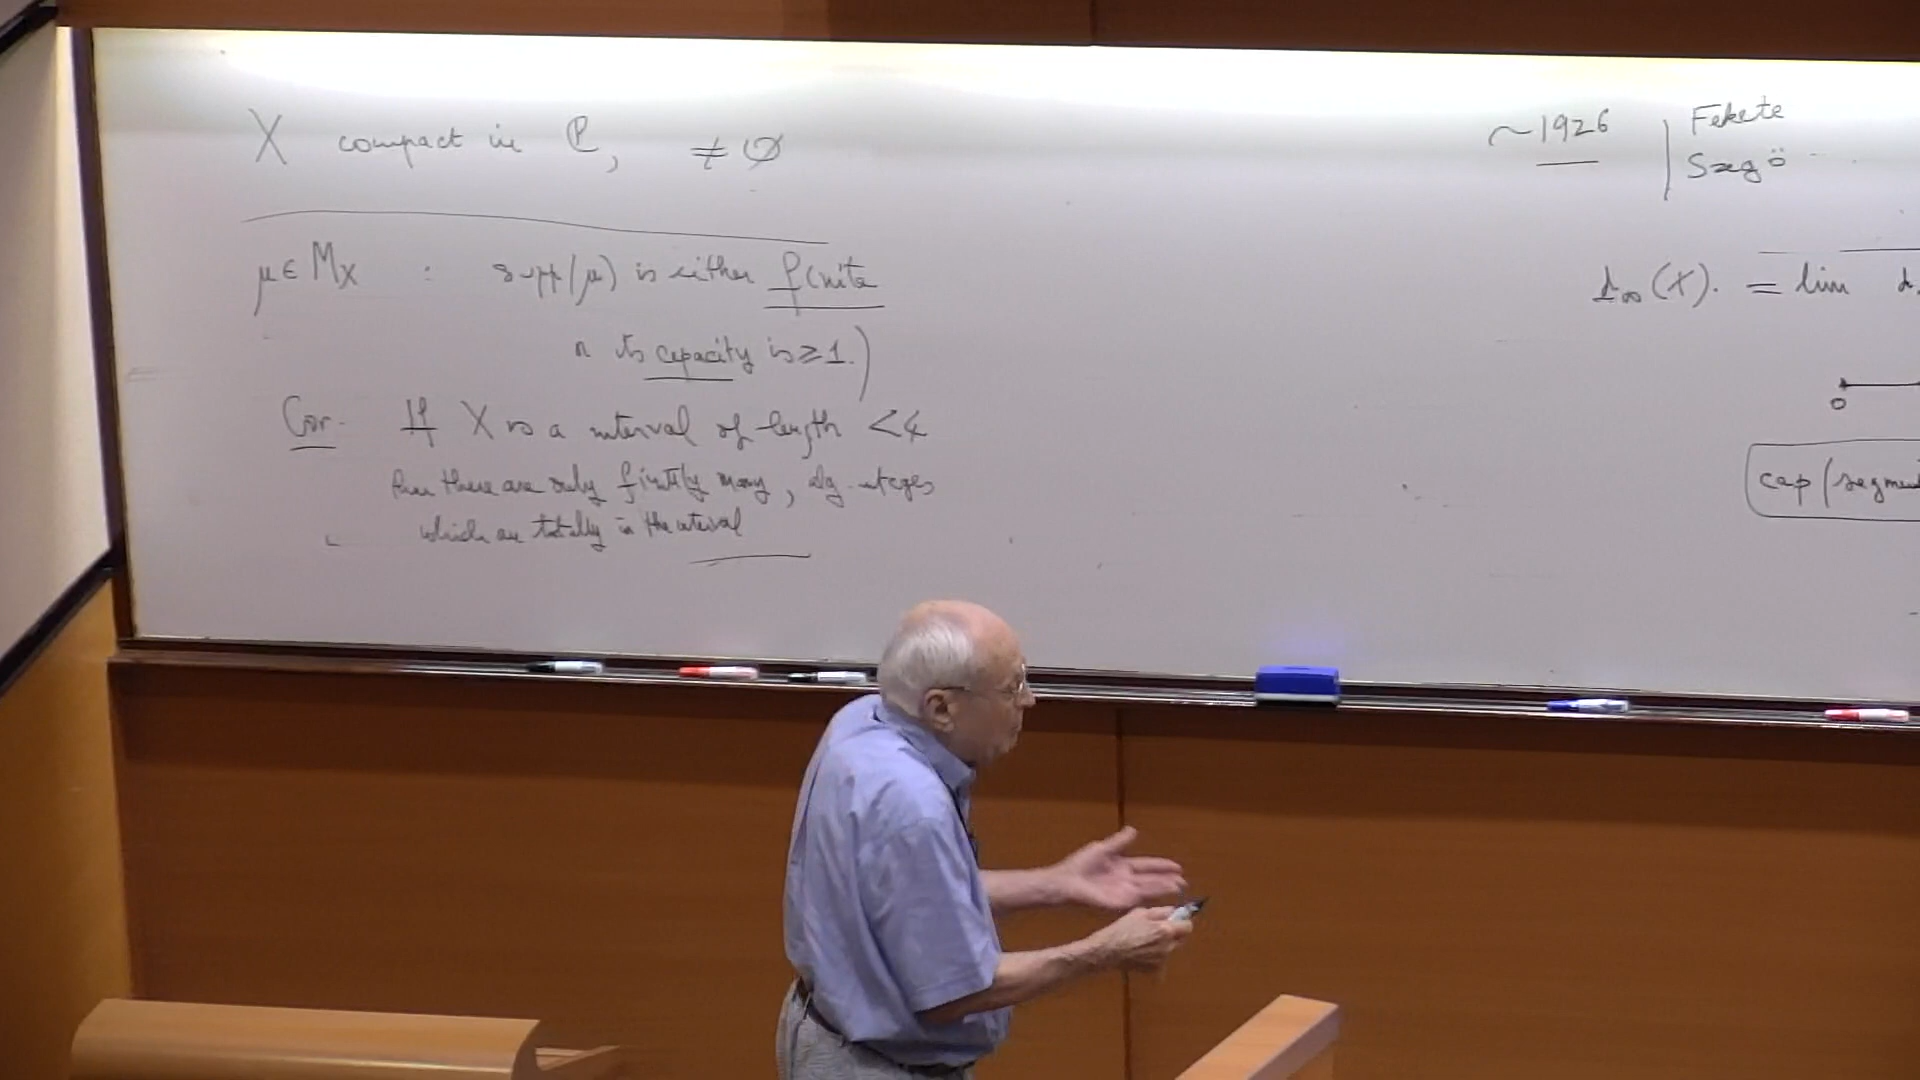 X compact in ℂ, ≠ ∅
μ ∈ M_X : supp(μ) is either finite
or its capacity is ≥ 1.)
Cor. If X is a interval of length < 4
then there are only finitely many, alg. integers
which are totally in the interval
~1926 | Fekete
Szegö
d_∞(X). = lim d
0
cap(segment